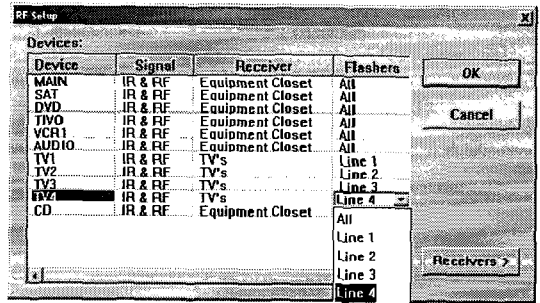 RF Setup
Devices:
Device Signal Receiver Flashers
MAIN IR & RF Equipment Closet All
SAT IR & RF Equipment Closet All
DVD IR & RF Equipment Closet All
TIVO IR & RF Equipment Closet All
VCR1 IR & RF Equipment Closet All
AUDIO IR & RF Equipment Closet All
TV1 IR & RF TV's Line 1
TV2 IR & RF TV's Line 2
TV3 IR & RF TV's Line 3
TV4 IR & RF TV's Line 4
CD IR & RF Equipment Closet
All
Line 1
Line 2
Line 3
Line 4
OK
Cancel
Receivers >